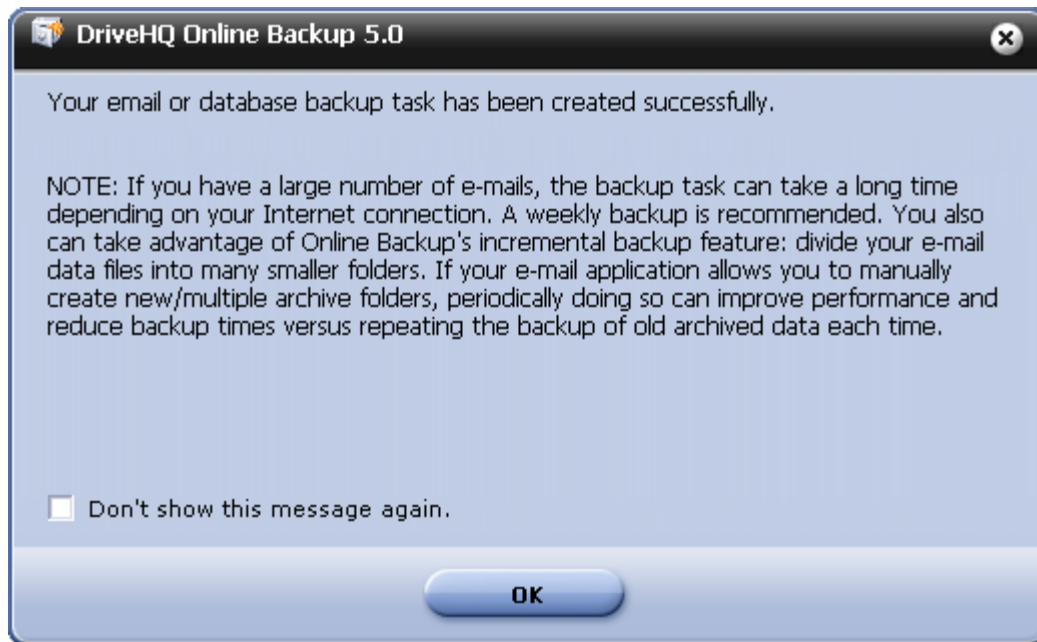 DriveHQ Online Backup 5.0
Your email or database backup task has been created successfully.
NOTE: If you have a large number of e-mails, the backup task can take a long time
depending on your Internet connection. A weekly backup is recommended. You also
can take advantage of Online Backup's incremental backup feature: divide your e-mail
data files into many smaller folders. If your e-mail application allows you to manually
create new/multiple archive folders, periodically doing so can improve performance and
reduce backup times versus repeating the backup of old archived data each time.
Don't show this message again.
OK